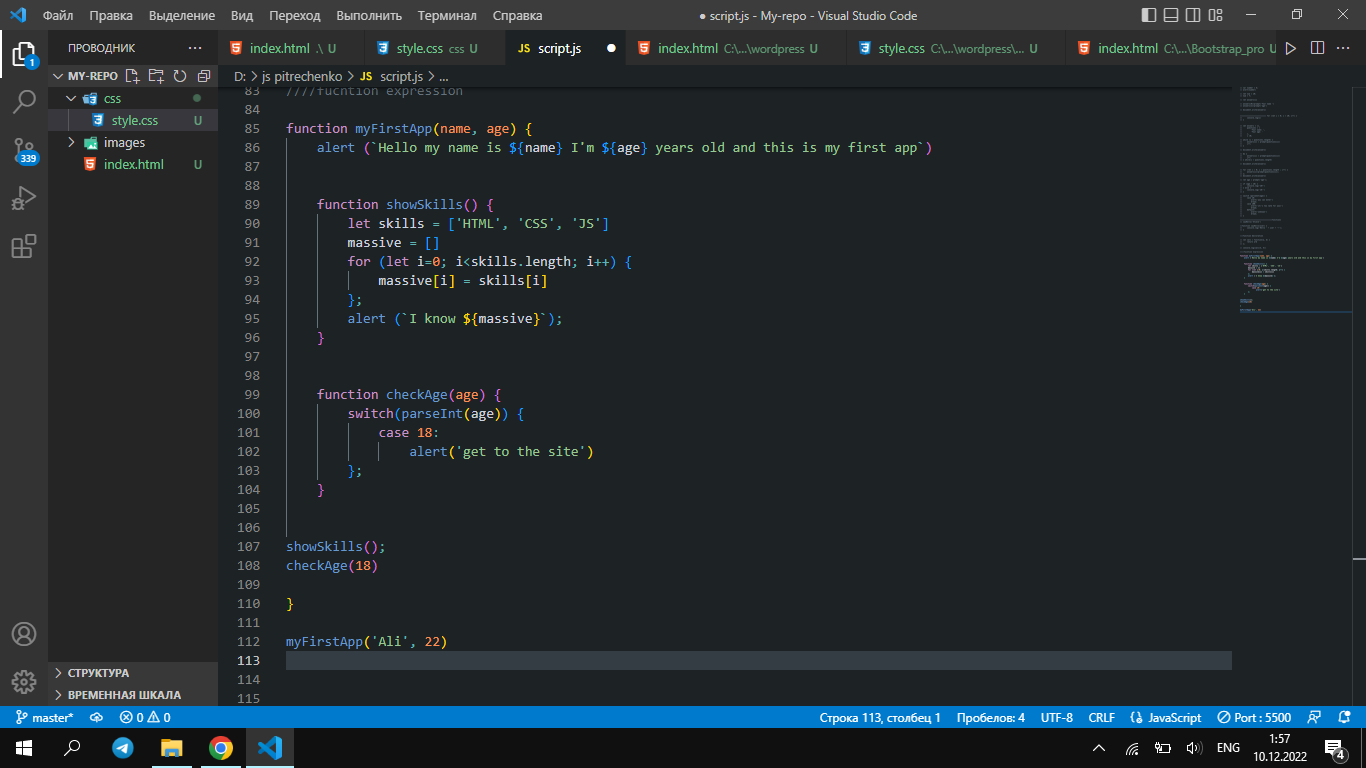 Файл Правка Выделение Вид Переход Выполнить Терминал Справка
● script.js - My-repo - Visual Studio Code
ПРОВОДНИК ...
index.html .\ U
style.css css U
JS script.js ●
index.html C:\...\wordpress U
style.css C:\...\wordpress\... U
index.html C:\...\Bootstrap_pro U
MY-REPO
css
style.css U
images
index.html U
1
339
D: > js pitrechenko > JS script.js > ...
83 ////fucntion expression
84
85 function myFirstApp(name, age) {
86 alert (`Hello my name is ${name} I'm ${age} years old and this is my first app`)
87
88
89 function showSkills() {
90 let skills = ['HTML', 'CSS', 'JS']
91 massive = []
92 for (let i=0; i<skills.length; i++) {
93 massive[i] = skills[i]
94 };
95 alert (`I know ${massive}`);
96 }
97
98
99 function checkAge(age) {
100 switch(parseInt(age)) {
101 case 18:
102 alert('get to the site')
103 };
104 }
105
106
107 showSkills();
108 checkAge(18)
109
110 }
111
112 myFirstApp('Ali', 22)
113
114
115
СТРУКТУРА
ВРЕМЕННАЯ ШКАЛА
master* 0 0
Строка 113, столбец 1 Пробелов: 4 UTF-8 CRLF {} JavaScript Port : 5500
ENG
1:57
10.12.2022
4